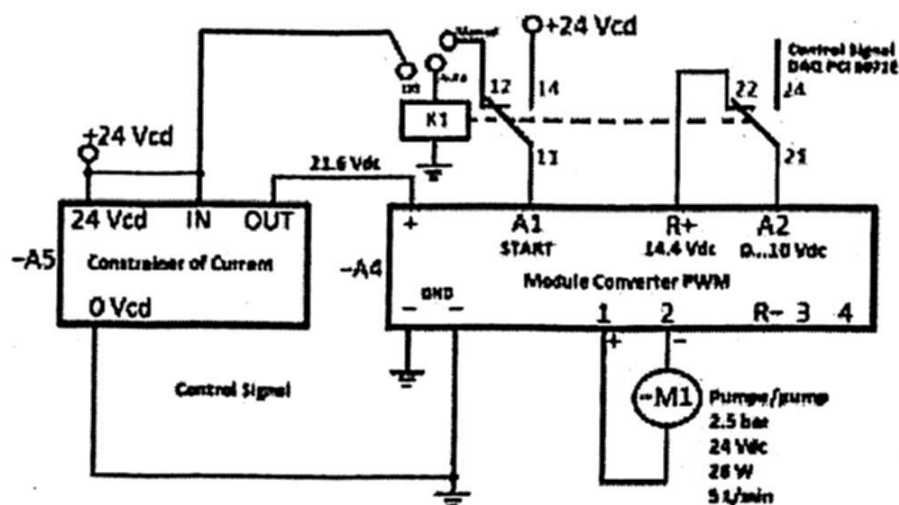 Manual
+24 Vcd
Control Signal
12
14
22
24
K1
+24 Vcd
11
21
21.6 Vdc
24 Vcd IN OUT
+ A1 R+ A2
START 14.4 Vdc 0...10 Vdc
-A5
Constrainer of Current
-A4
Module Converter PWM
GND
0 Vcd
- -
1 2 R- 3 4
+ -
Control Signal
-M1
Pumpe/pump
2.5 bar
24 Vdc
26 W
5 L/min